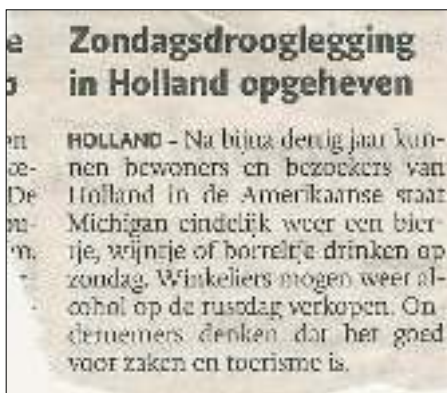 e Zondagsdrooglegging
in Holland opgeheven
HOLLAND - Na bijna dertig jaar kun-
nen bewoners en bezoekers van
De Holland in de Amerikaanse staat
Michigan eindelijk weer een bier-
tje, wijntje of borreltje drinken op
zondag. Winkeliers mogen weer al-
cohol op de rustdag verkopen. On
dernemers denken dat het goed
voor zaken en toerisme is.